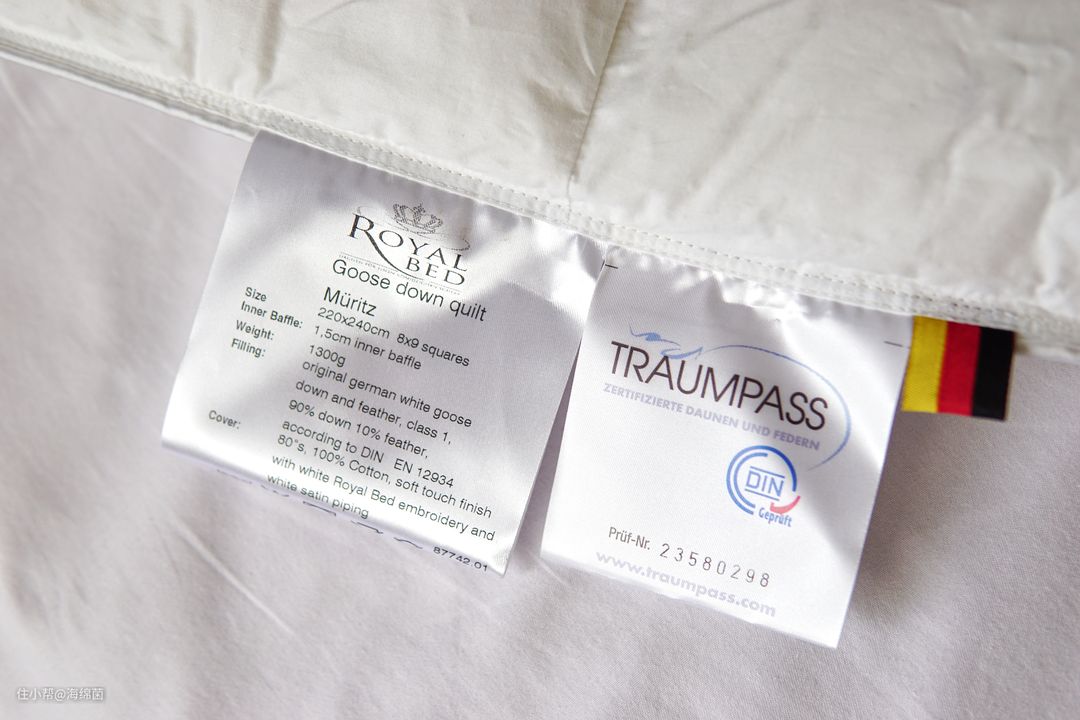 ROYAL
BED
Goose down quilt
Müritz
Size 220x240cm 8x9 squares
Inner Baffle: 1,5cm inner baffle
Weight: 1300g
Filling: original german white goose
down and feather, class 1,
90% down 10% feather,
according to DIN EN 12934
Cover: 80"s, 100% Cotton, soft touch finish
with white Royal Bed embroidery and
white satin piping
87742.01
TRAUMPASS
ZERTIFIZIERTE DAUNEN UND FEDERN
DIN
Geprüft
Prüf-Nr. 23580298
www.traumpass.com
住小帮@海绵菌